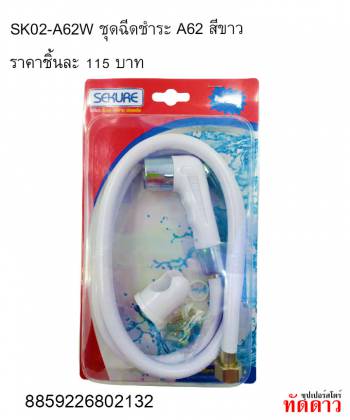 SK02-A62W ชุดฉีดชำระ A62 สีขาว
ราคาชิ้นละ 115 บาท
SEKURE
8859226802132
ซุปเปอร์สโตร์
ทัดดาว